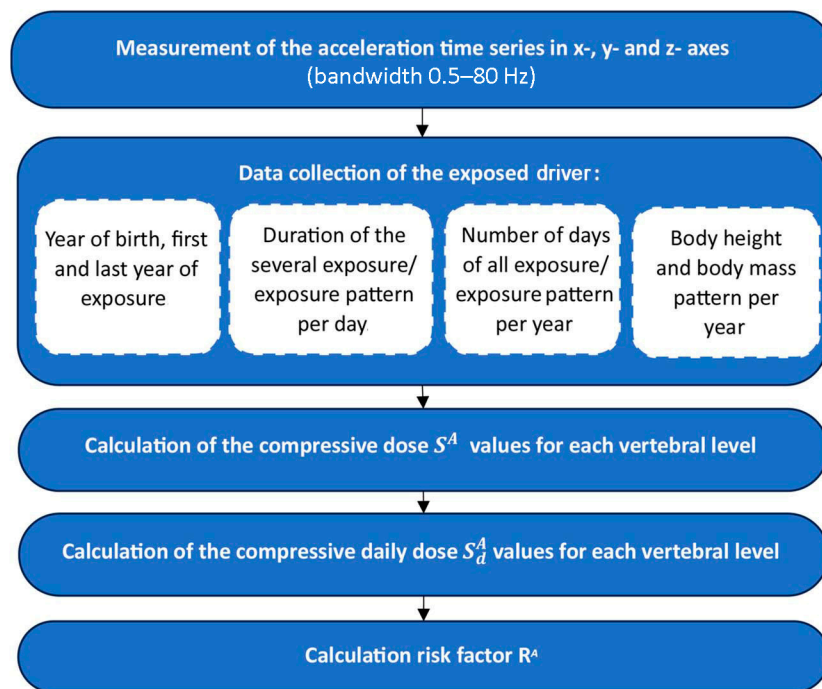 Measurement of the acceleration time series in x-, y- and z- axes
(bandwidth 0.5–80 Hz)
Data collection of the exposed driver:
Year of birth, first
and last year of
exposure
Duration of the
several exposure/
exposure pattern
per day.
Number of days
of all exposure/
exposure pattern
per year
Body height
and body mass
pattern per
year
Calculation of the compressive dose S^A values for each vertebral level
Calculation of the compressive daily dose S_d^A values for each vertebral level
Calculation risk factor R^A